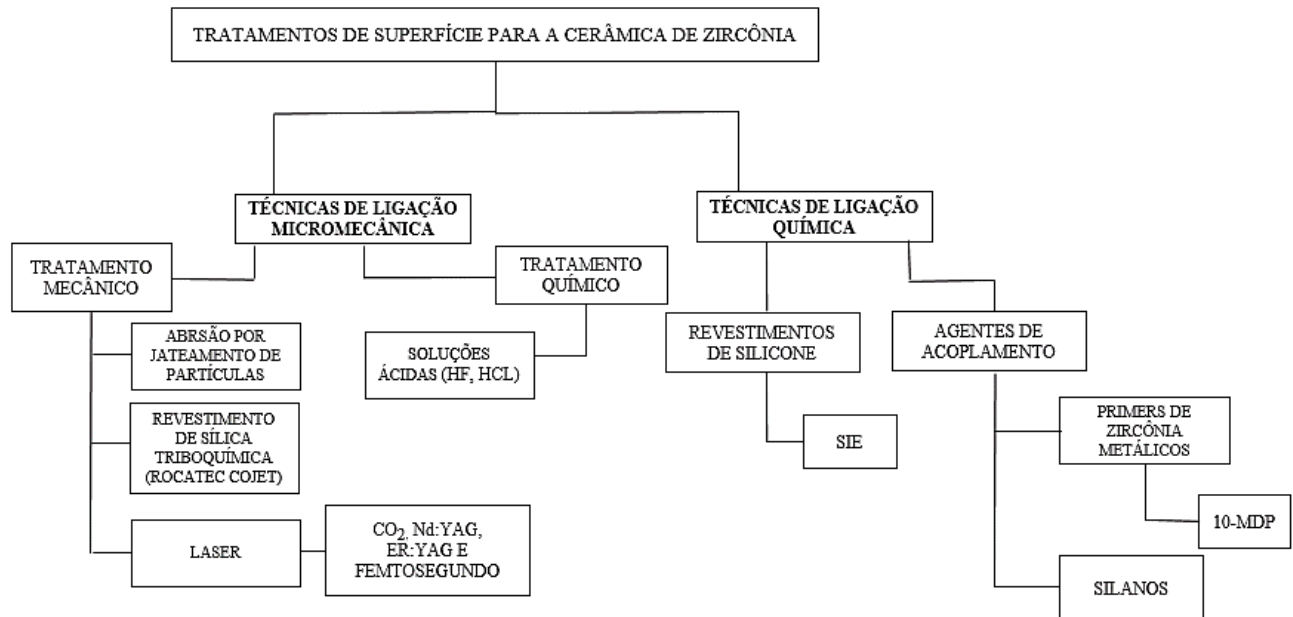 TRATAMENTOS DE SUPERFÍCIE PARA A CERÂMICA DE ZIRCÔNIA
TÉCNICAS DE LIGAÇÃO
MICROMECÂNICA
TRATAMENTO
MECÂNICO
ABRSÃO POR
JATEAMENTO DE
PARTÍCULAS
REVESTIMENTO
DE SÍLICA
TRIBOQUÍMICA
(ROCATEC COJET)
LASER
CO2, Nd:YAG,
ER:YAG E
FEMTOSEGUNDO
TRATAMENTO
QUÍMICO
SOLUÇÕES
ÁCIDAS (HF, HCL)
TÉCNICAS DE LIGAÇÃO
QUÍMICA
REVESTIMENTOS
DE SILICONE
SIE
AGENTES DE
ACOPLAMENTO
PRIMERS DE
ZIRCÔNIA
METÁLICOS
10-MDP
SILANOS